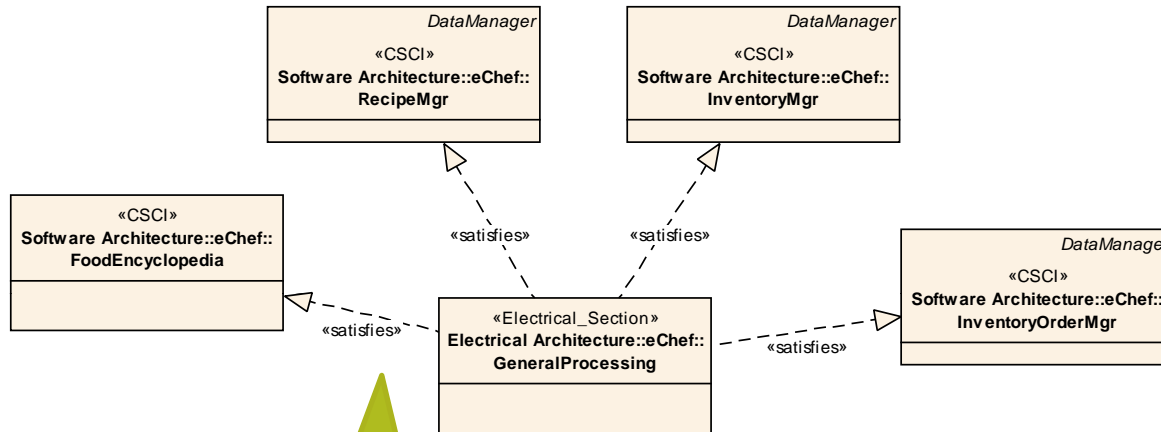 DataManager
«CSCI»
Software Architecture::eChef::
RecipeMgr
DataManager
«CSCI»
Software Architecture::eChef::
InventoryMgr
«CSCI»
Software Architecture::eChef::
FoodEncyclopedia
DataManager
«CSCI»
Software Architecture::eChef::
InventoryOrderMgr
«satisfies»
«satisfies»
«satisfies»
«satisfies»
«Electrical_Section»
Electrical Architecture::eChef::
GeneralProcessing